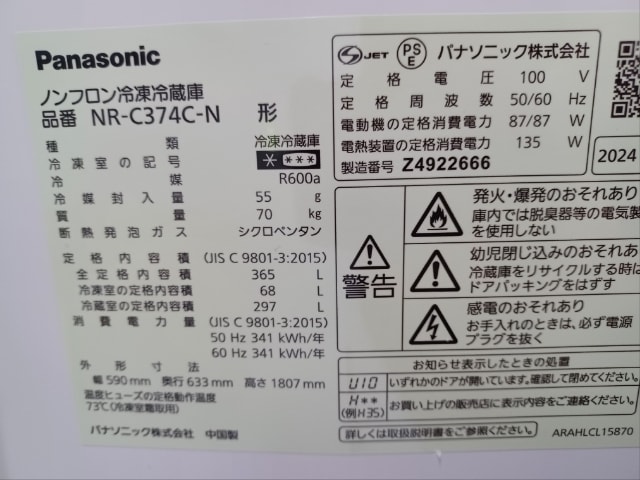 Panasonic
ノンフロン冷凍冷蔵庫
品番 NR-C374C-N 形
種類 冷凍冷蔵庫
冷凍室の記号 * ***
冷媒 R600a
冷媒封入量 55 g
質量 70 kg
断熱発泡ガス シクロペンタン
定格内容積 (JIS C 9801-3:2015)
全定格内容積 365 L
冷凍室の定格内容積 68 L
冷蔵室の定格内容積 297 L
消費電力量 (JIS C 9801-3:2015)
50 Hz 341 kWh/年
60 Hz 341 kWh/年
外形寸法
幅 590 mm 奥行 633 mm 高さ 1807 mm
温度ヒューズの定格動作温度
73℃(冷凍室霜取用)
パナソニック株式会社 中国製
S JET PS E パナソニック株式会社
定格電圧 100 V
定格周波数 50/60 Hz
電動機の定格消費電力 87/87 W
電熱装置の定格消費電力 135 W
製造番号 Z4922666
2024
警告
発火・爆発のおそれあり
庫内では脱臭器等の電気製
を使用しない
幼児閉じ込みのおそれあ
冷蔵庫をリサイクルする時は
ドアパッキングをはずす
感電のおそれあり
お手入れのときは、必ず電源
プラグを抜く
お知らせ表示したときの処置
U10 いずれかのドアが開いています。確認して閉めてください。
H** (例H35) お買い上げの販売店に表示内容をご連絡ください。
詳しくは取扱説明書をご参照ください。
ARAHLCL15870